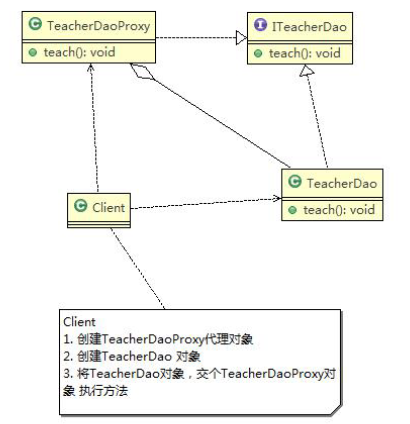 C TeacherDaoProxy
teach(): void
I ITeacherDao
teach(): void
C TeacherDao
teach(): void
C Client
Client
1. 创建TeacherDaoProxy代理对象
2. 创建TeacherDao 对象
3. 将TeacherDao对象，交个TeacherDaoProxy对
象 执行方法